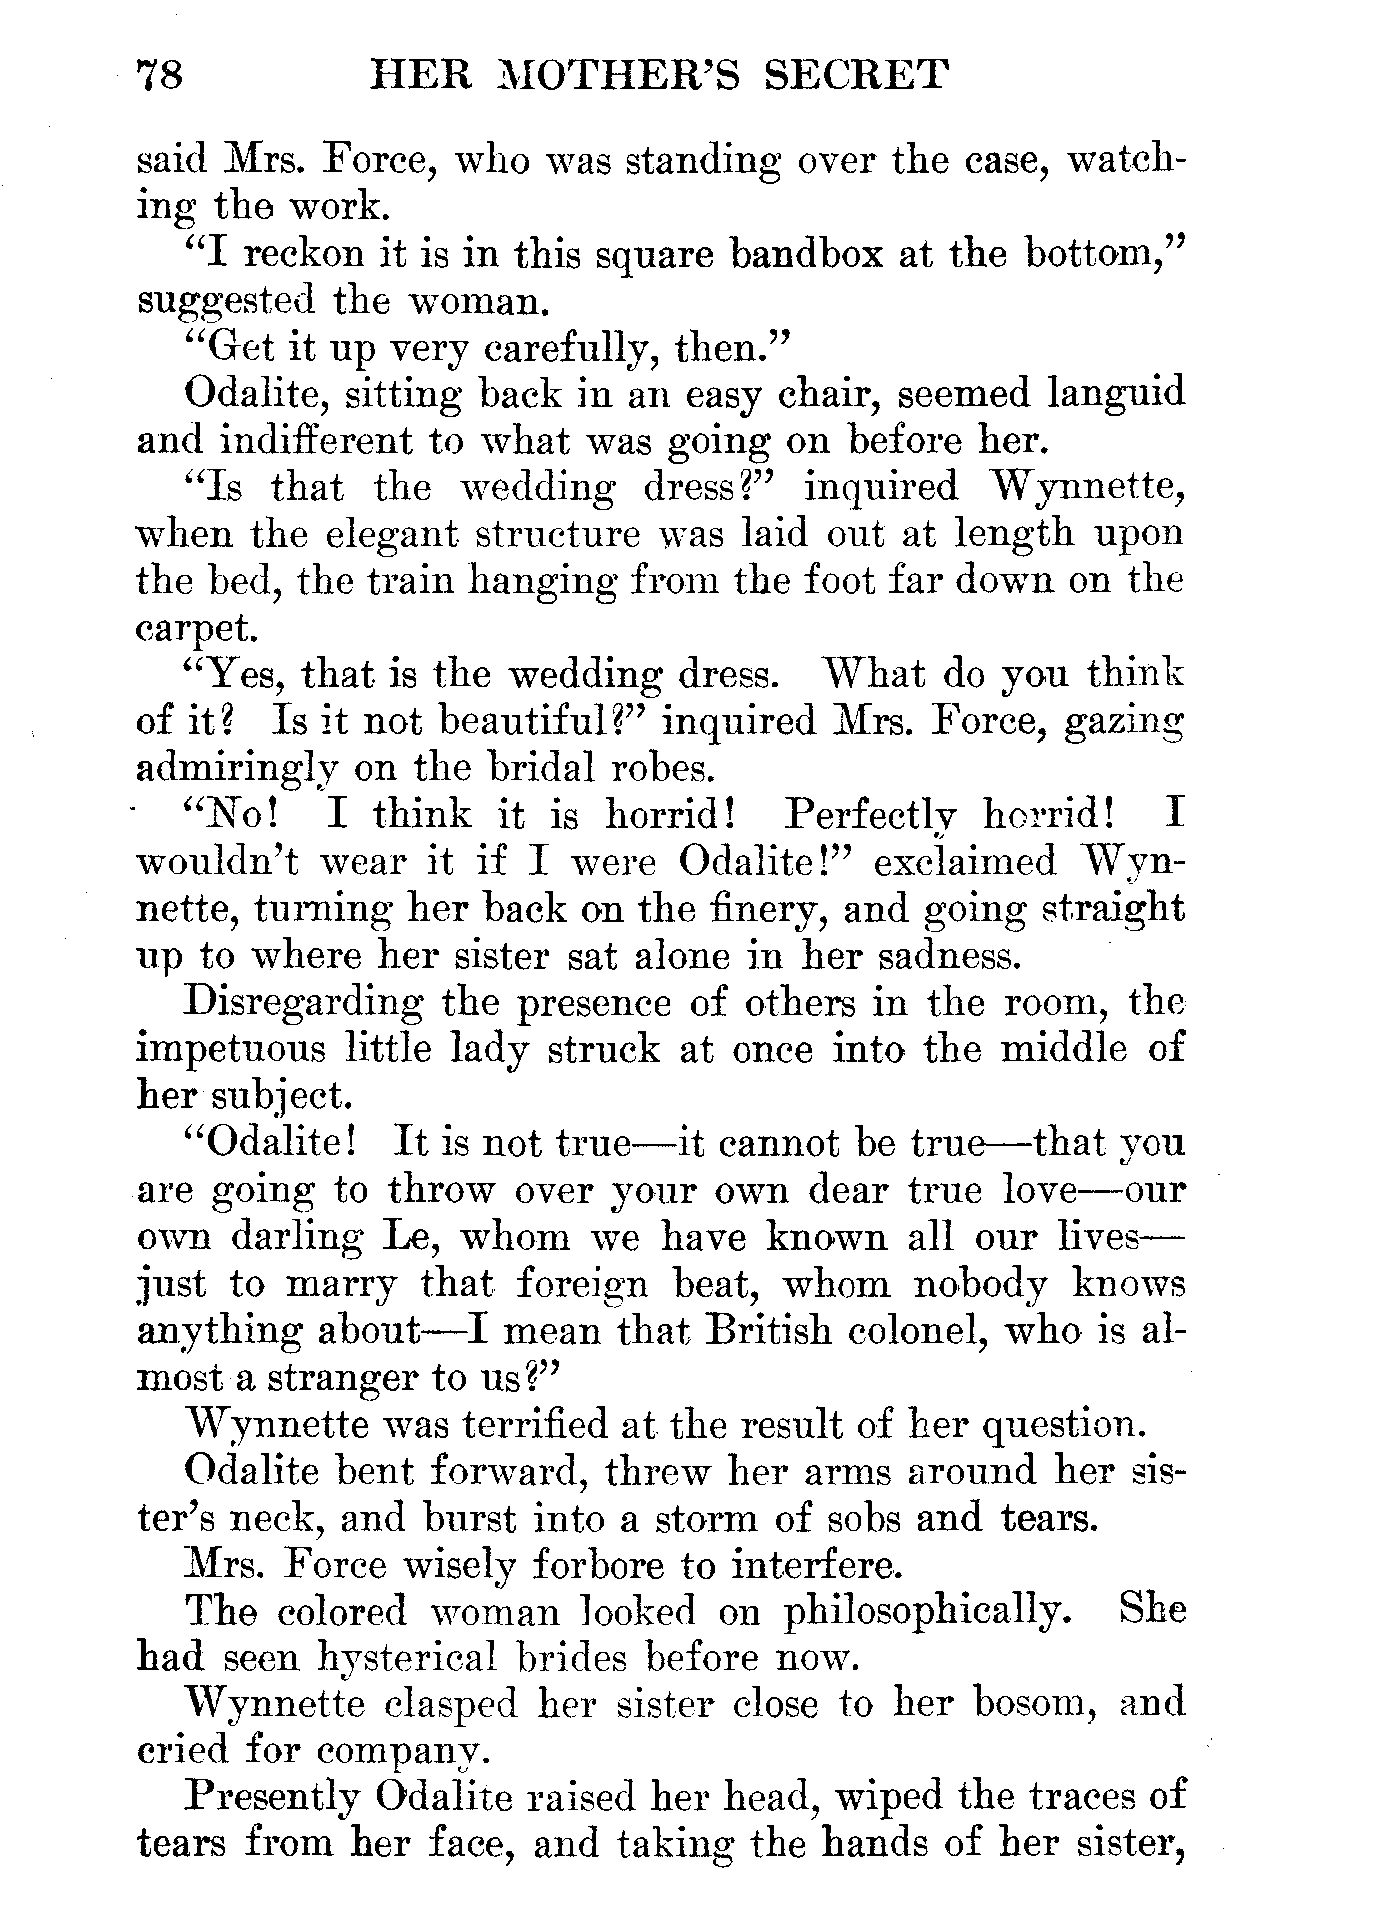 78 HER MOTHER'S SECRET
said Mrs. Force, who was standing over the case, watch-
ing the work.
"I reckon it is in this square bandbox at the bottom,"
suggested the woman.
"Get it up very carefully, then."
Odalite, sitting back in an easy chair, seemed languid
and indifferent to what was going on before her.
"Is that the wedding dress?" inquired Wynnette,
when the elegant structure was laid out at length upon
the bed, the train hanging from the foot far down on the
carpet.
"Yes, that is the wedding dress. What do you think
of it? Is it not beautiful?" inquired Mrs. Force, gazing
admiringly on the bridal robes.
"No! I think it is horrid! Perfectly horrid! I
wouldn't wear it if I were Odalite!" exclaimed Wyn-
nette, turning her back on the finery, and going straight
up to where her sister sat alone in her sadness.
Disregarding the presence of others in the room, the
impetuous little lady struck at once into the middle of
her subject.
"Odalite! It is not true—it cannot be true—that you
are going to throw over your own dear true love—our
own darling Le, whom we have known all our lives—
just to marry that foreign beat, whom nobody knows
anything about—I mean that British colonel, who is al-
most a stranger to us?"
Wynnette was terrified at the result of her question.
Odalite bent forward, threw her arms around her sis-
ter's neck, and burst into a storm of sobs and tears.
Mrs. Force wisely forbore to interfere.
The colored woman looked on philosophically. She
had seen hysterical brides before now.
Wynnette clasped her sister close to her bosom, and
cried for company.
Presently Odalite raised her head, wiped the traces of
tears from her face, and taking the hands of her sister,